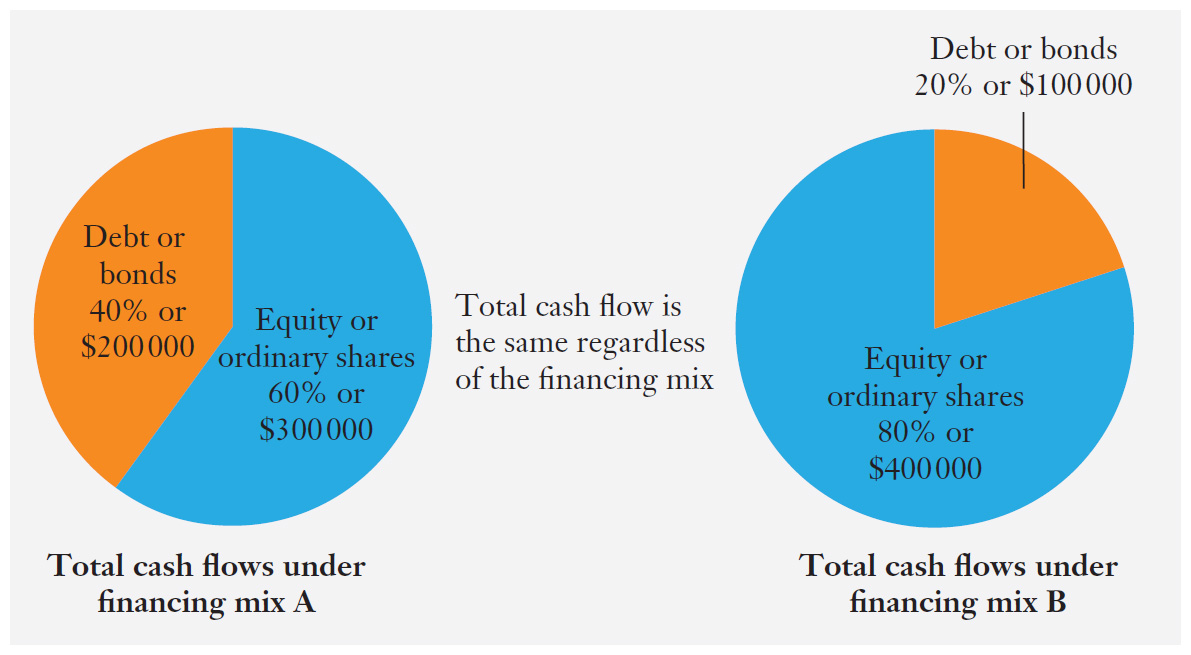 Debt or bonds
20% or $100 000
Debt or
bonds
40% or
$200 000
Equity or
ordinary shares
60% or
$300 000
Total cash flow is
the same regardless
of the financing mix
Equity or
ordinary shares
80% or
$400 000
Total cash flows under
financing mix A
Total cash flows under
financing mix B